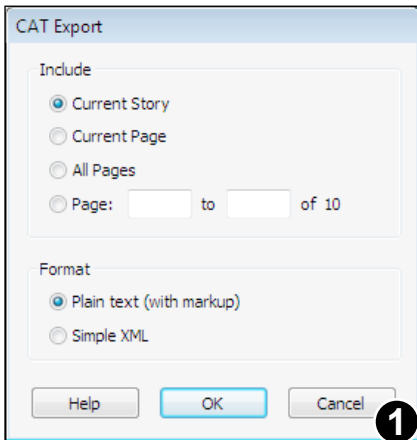 CAT Export
Include
Current Story
Current Page
All Pages
Page: to of 10
Format
Plain text (with markup)
Simple XML
Help OK Cancel
1